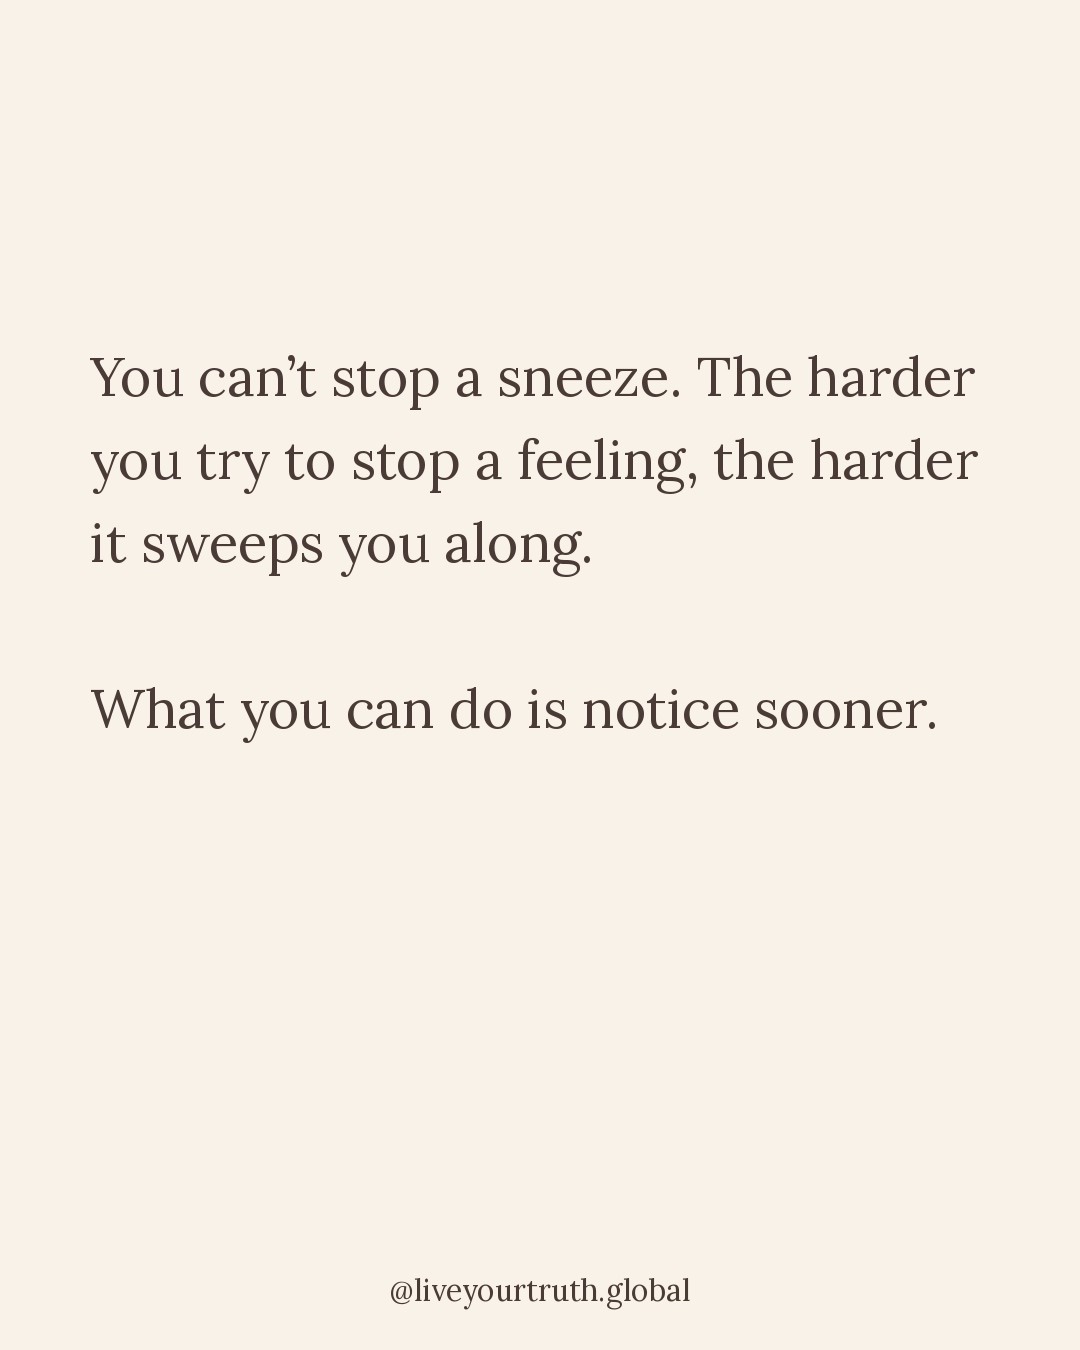 You can’t stop a sneeze. The harder
you try to stop a feeling, the harder
it sweeps you along.
What you can do is notice sooner.
@liveyourtruth.global